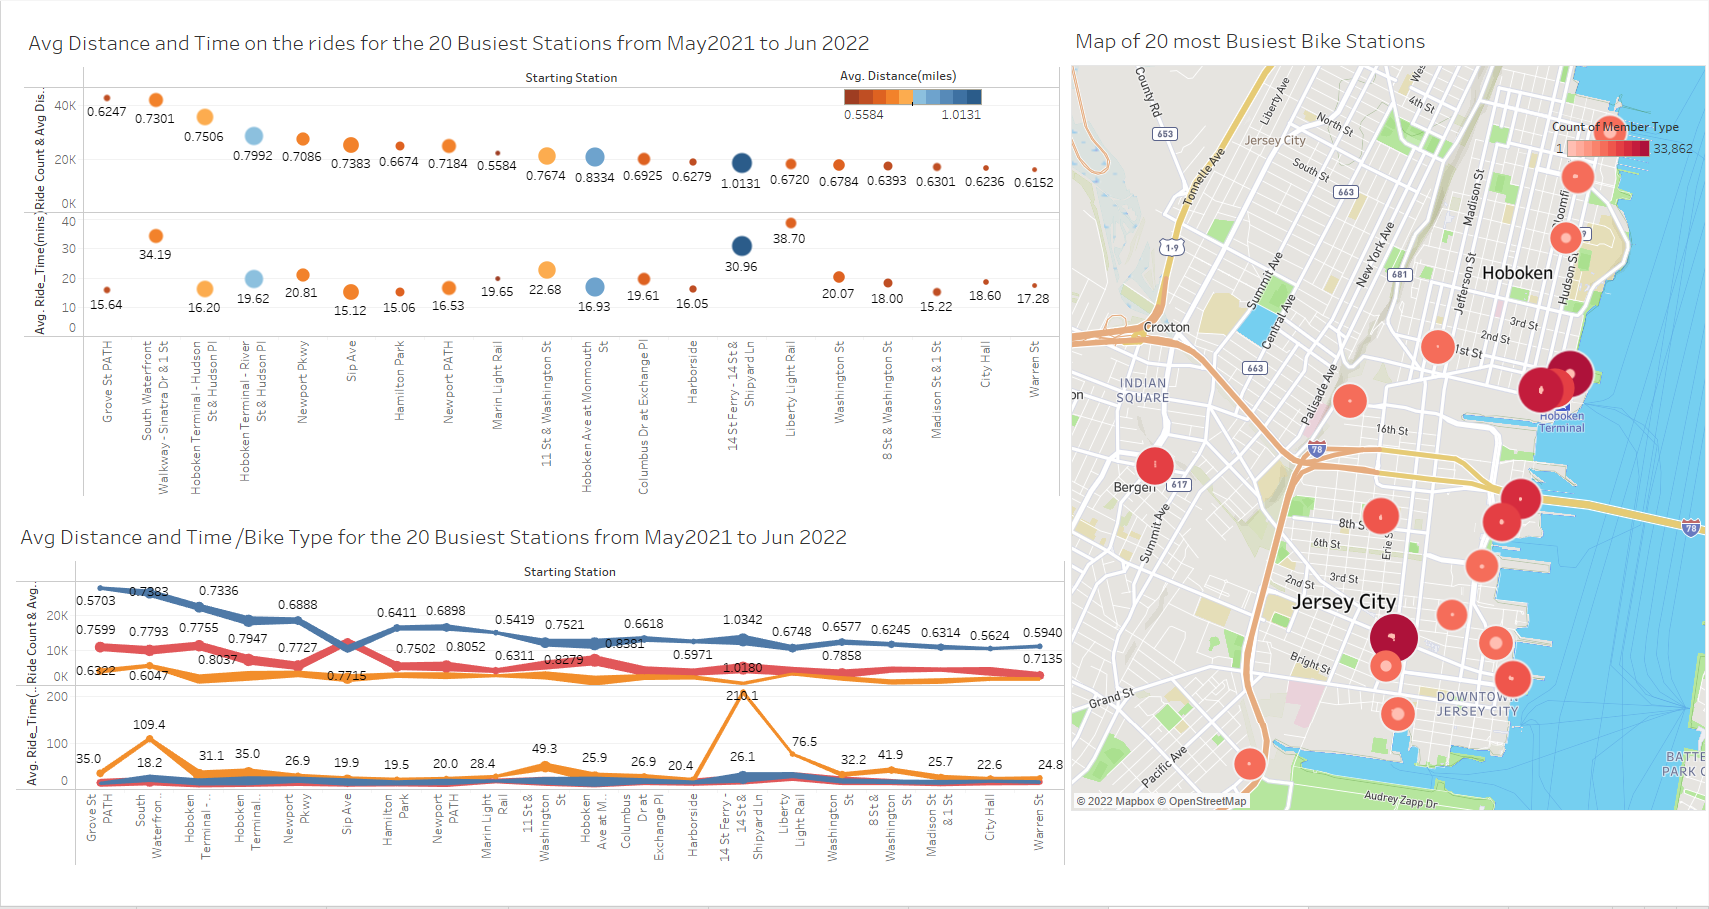 Avg Distance and Time on the rides for the 20 Busiest Stations from May2021 to Jun 2022
Starting Station
Avg. Distance(miles)
0.5584
1.0131
Ride Count & Avg Dis..
40K
20K
0K
0.6247
0.7301
0.7506
0.7992
0.7086
0.7383
0.6674
0.7184
0.5584
0.7674
0.8334
0.6925
0.6279
1.0131
0.6720
0.6784
0.6393
0.6301
0.6236
0.6152
Avg. Ride_Time(mins)
40
30
20
10
0
15.64
34.19
16.20
19.62
20.81
15.12
15.06
16.53
19.65
22.68
16.93
19.61
16.05
30.96
38.70
20.07
18.00
15.22
18.60
17.28
Grove St PATH
South Waterfront
Walkway - Sinatra Dr & 1 St
Hoboken Terminal - Hudson
St & Hudson Pl
Hoboken Terminal - River
St & Hudson Pl
Newport Pkwy
Sip Ave
Hamilton Park
Newport PATH
Marin Light Rail
11 St & Washington St
Hoboken Ave at Monmouth
St
Columbus Dr at Exchange Pl
Harborside
14 St Ferry - 14 St &
Shipyard Ln
Liberty Light Rail
Washington St
8 St & Washington St
Madison St & 1 St
City Hall
Warren St
Avg Distance and Time /Bike Type for the 20 Busiest Stations from May2021 to Jun 2022
Starting Station
Ride Count & Avg..
20K
10K
0K
0.5703
0.7383
0.7336
0.6888
0.6411
0.6898
0.5419
0.7521
0.6618
1.0342
0.6748
0.6577
0.6245
0.6314
0.5624
0.5940
0.7599
0.7793
0.7755
0.7947
0.7727
0.7502
0.8052
0.6311
0.8279
0.8381
0.5971
1.0180
0.7858
0.7135
0.6322
0.6047
0.8037
0.7715
Avg. Ride_Time(..
200
100
0
35.0
109.4
18.2
31.1
35.0
26.9
19.9
19.5
20.0
28.4
49.3
25.9
26.9
20.4
210.1
26.1
76.5
32.2
41.9
25.7
22.6
24.8
Grove St
PATH
South
Waterfron..
Hoboken
Terminal - ..
Hoboken
Terminal..
Newport
Pkwy
Sip Ave
Hamilton
Park
Newport
PATH
Marin Light
Rail
11 St &
Washington
St
Hoboken
Ave at M..
Columbus
Dr at
Exchange Pl
Harborside
14 St Ferry -
14 St &
Shipyard Ln
Liberty
Light Rail
Washington
St
8 St &
Washington
St
Madison St
& 1 St
City Hall
Warren St
Map of 20 most Busiest Bike Stations
Count of Member Type
1
33,862
County Rd
653
Tonnelle Ave
Liberty Ave
North St
Jersey City
South St
663
4th St
Madison St
1-9
Summit Ave
Central Ave
New York Ave
681
Jefferson St
Hoboken
Hudson St
3rd St
2nd St
1st St
Croxton
663
INDIAN
SQUARE
Palisade Ave
16th St
Hoboken
Terminal
78
78
Bergen
617
Summit Ave
8th S
6th St
Erie S
3rd St
2nd St
Jersey City
Bright St
Grand St
DOWNTOWN
JERSEY CITY
Pacific Ave
Audrey Zapp Dr
BATTE
PARK C
© 2022 Mapbox © OpenStreetMap